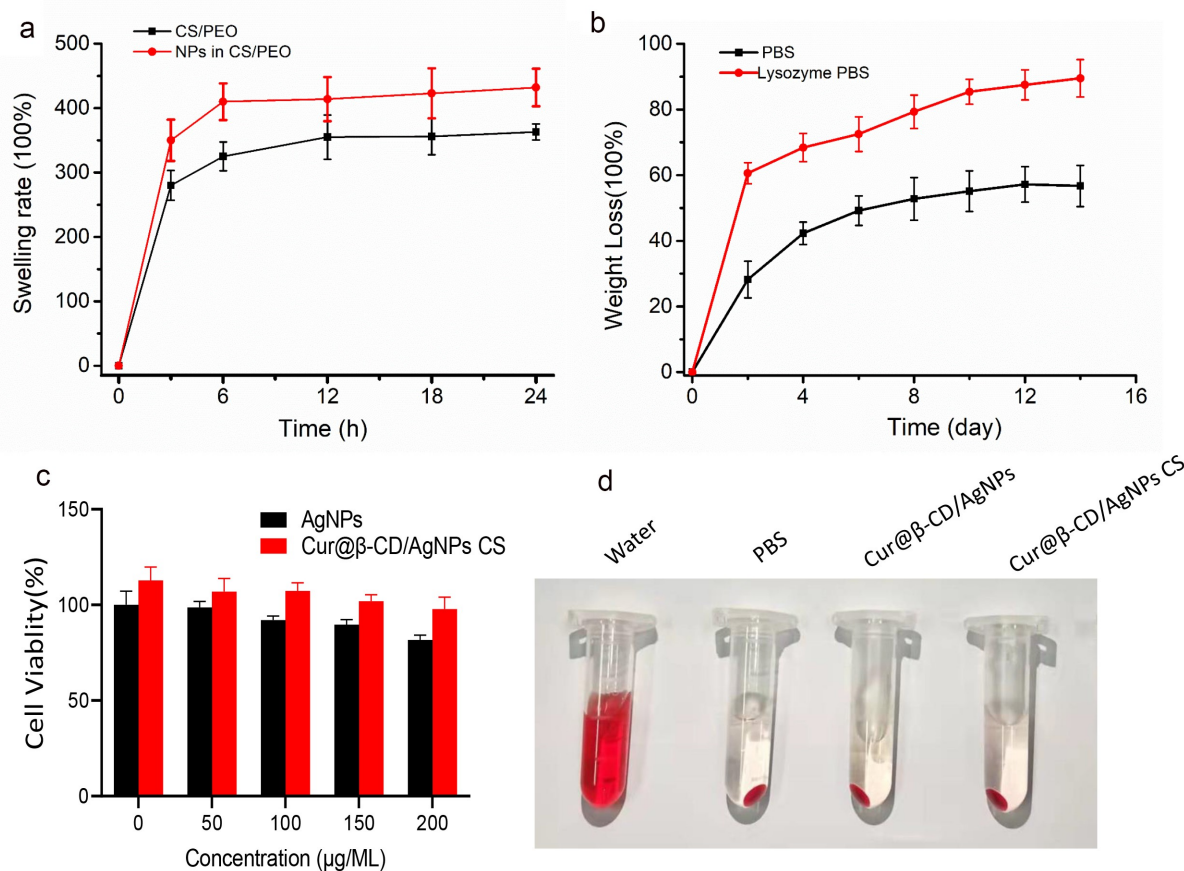 a
CS/PEO
NPs in CS/PEO
Swelling rate (100%)
500
400
300
200
100
0
0 3 6 12 18 24
Time (h)
b
PBS
Lysozyme PBS
Weight Loss(100%)
100
80
60
40
20
0
0 4 8 12 16
Time (day)
c
AgNPs
Cur@β-CD/AgNPs CS
Cell Viablity(%)
150
100
50
0
0 50 100 150 200
Concentration (µg/ML)
d
Water
PBS
Cur@β-CD/AgNPs
Cur@β-CD/AgNPs CS